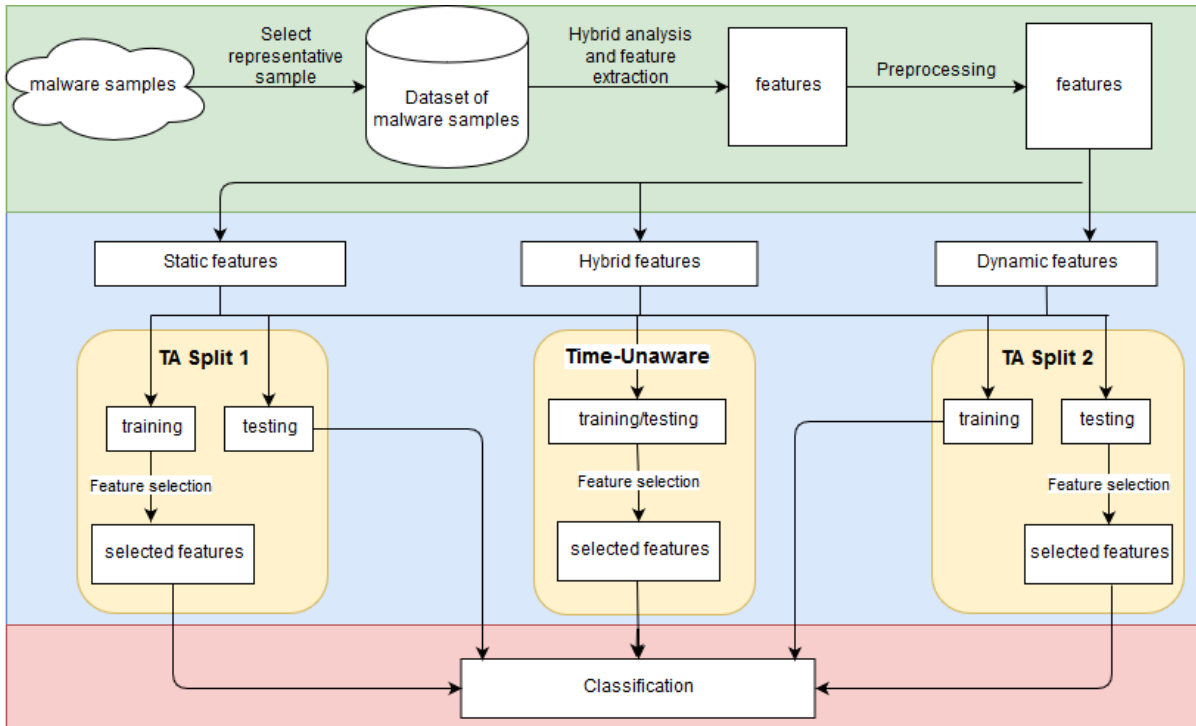 malware samples
Select
representative
sample
Dataset of
malware samples
Hybrid analysis
and feature
extraction
features
Preprocessing
features
Static features
Hybrid features
Dynamic features
TA Split 1
training
testing
Feature selection
selected features
Time-Unaware
training/testing
Feature selection
selected features
TA Split 2
training
testing
Feature selection
selected features
Classification